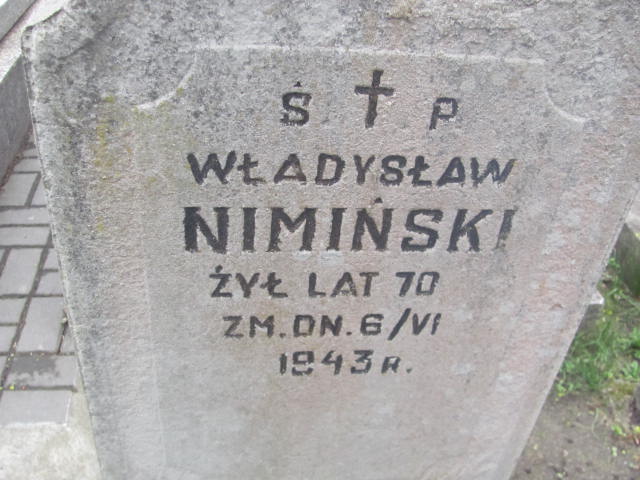 Ś † P
WŁADYSŁAW
NIMIŃSKI
ŻYŁ LAT 70
ZM. DN. 6/VI
1943 R.